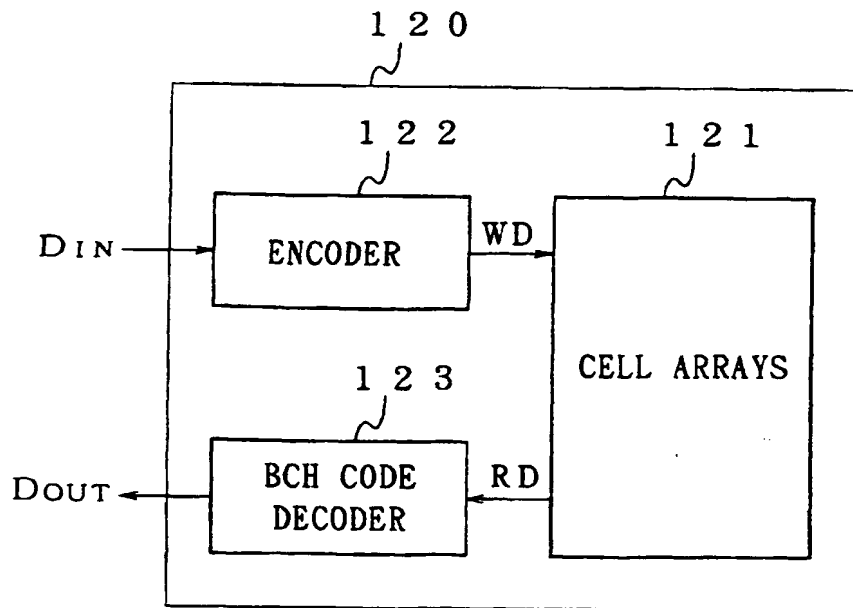 120
122
121
DIN
ENCODER
WD
CELL ARRAYS
123
DOUT
BCH CODE
DECODER
RD